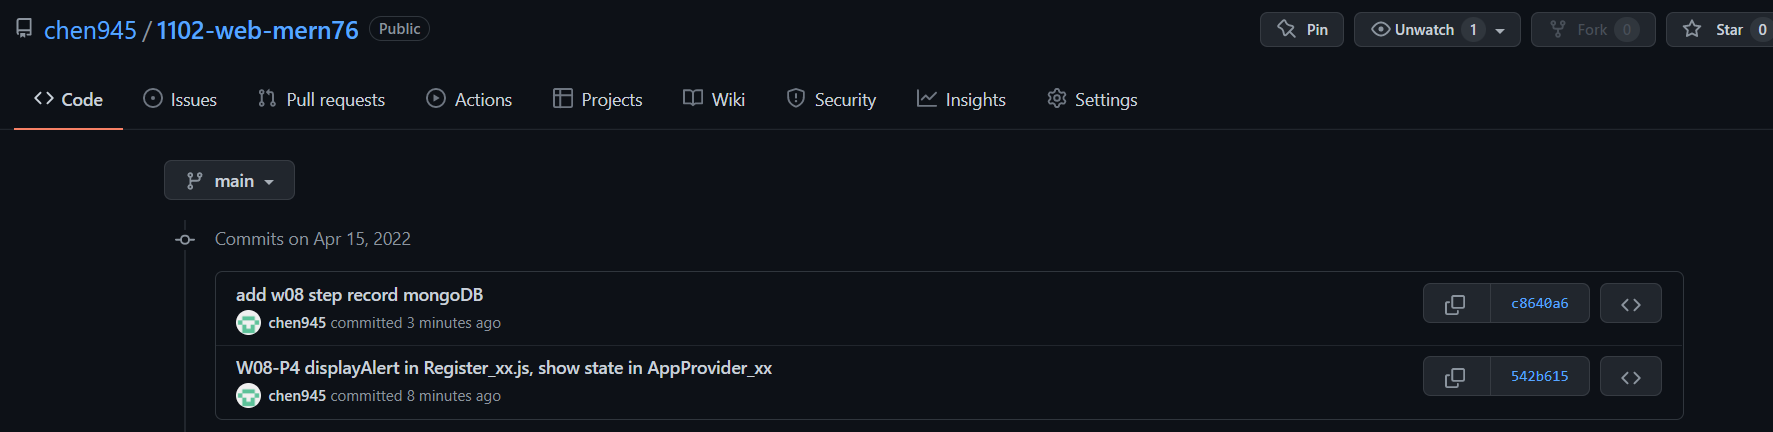 chen945 / 1102-web-mern76 Public Pin Unwatch 1 Fork 0 Star 0
Code Issues Pull requests Actions Projects Wiki Security Insights Settings
main
Commits on Apr 15, 2022
add w08 step record mongoDB c8640a6
chen945 committed 3 minutes ago
W08-P4 displayAlert in Register_xx.js, show state in AppProvider_xx 542b615
chen945 committed 8 minutes ago